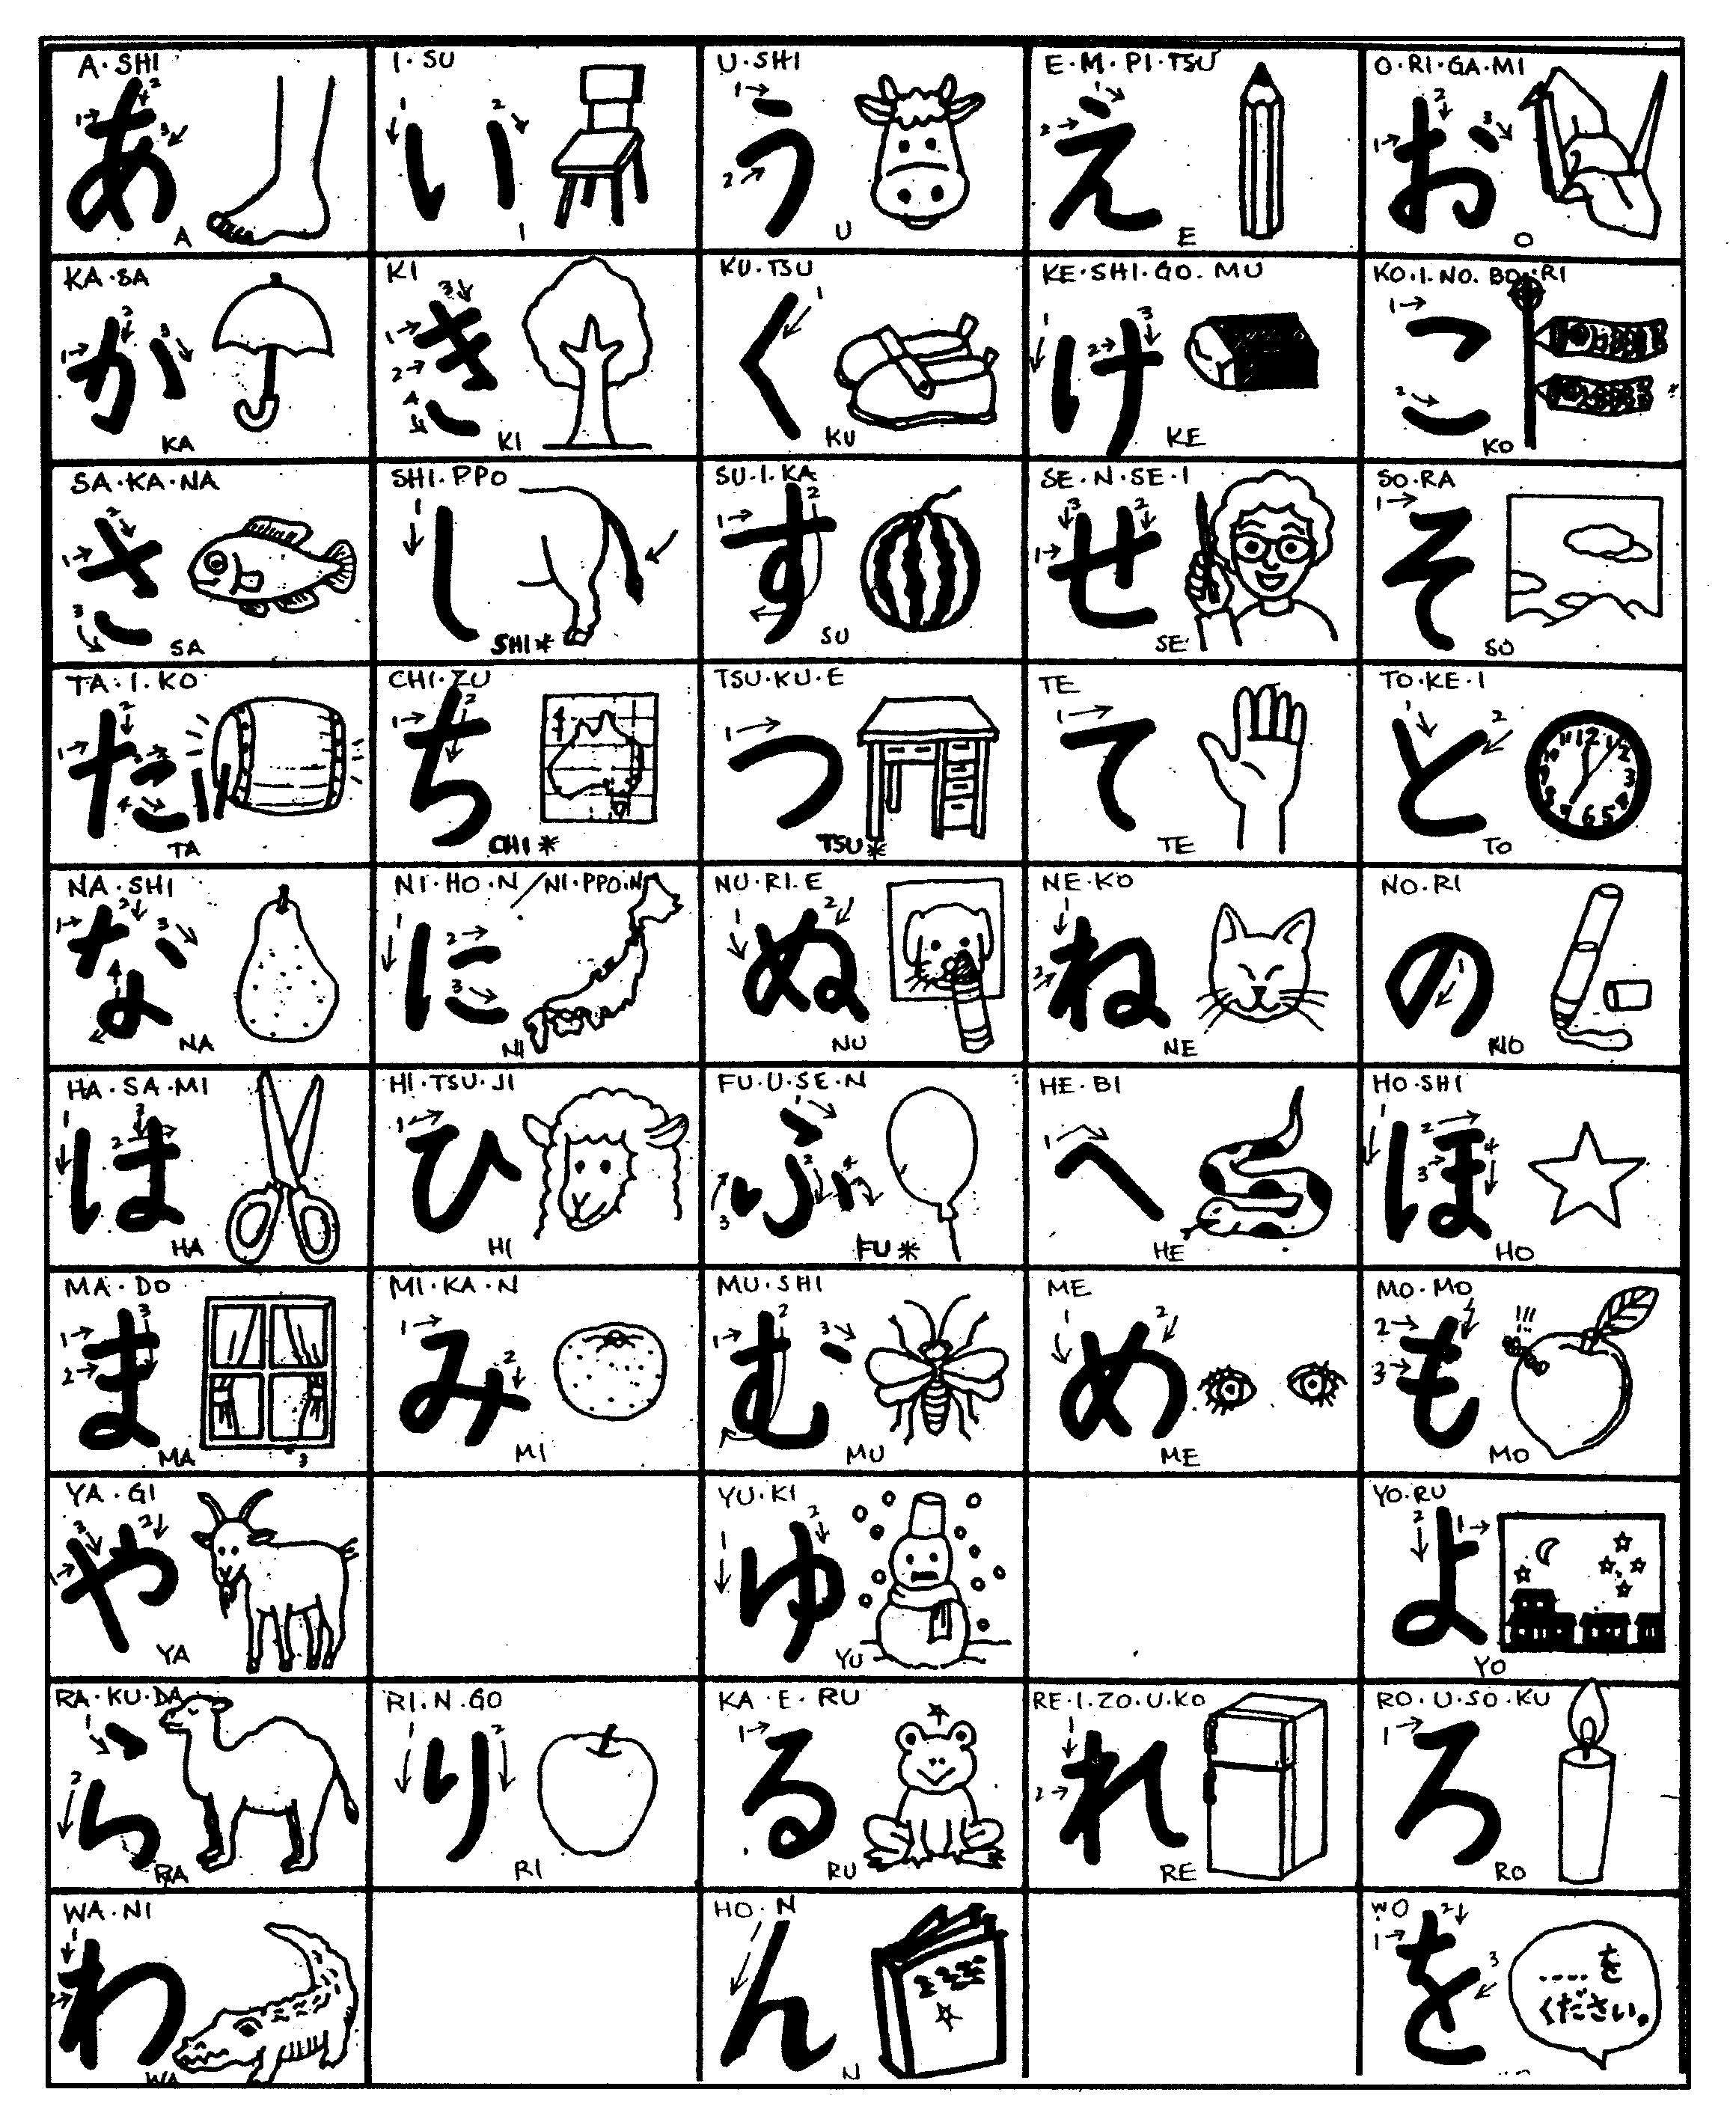 A·SHI
あ
A
I·SU
い
I
U·SHI
う
U
E·M·PI·TSU
え
E
O·RI·GA·MI
お
O
KA·SA
か
KA
KI
き
KI
KU·TSU
く
KU
KE·SHI·GO·MU
け
KE
KO·I·NO·BO·RI
こ
KO
SA·KA·NA
さ
SA
SHI·PPO
し
SHI*
SU·I·KA
す
SU
SE·N·SE·I
せ
SE
SO·RA
そ
SO
TA·I·KO
た
TA
CHI·ZU
ち
CHI*
TSU·KU·E
つ
TSU*
TE
て
TE
TO·KE·I
と
TO
NA·SHI
な
NA
NI·HO·N/NI·PPO·N
に
NI
NU·RI·E
ぬ
NU
NE·KO
ね
NE
NO·RI
の
NO
HA·SA·MI
は
HA
HI·TSU·JI
ひ
HI
FU·U·SE·N
ふ
FU*
HE·BI
へ
HE
HO·SHI
ほ
HO
MA·DO
ま
MA
MI·KA·N
み
MI
MU·SHI
む
MU
ME
め
ME
MO·MO
も
!!!
MO
YA·GI
や
YA
YU·KI
ゆ
YU
YO·RU
よ
YO
RA·KU·DA
ら
RA
RI·N·GO
り
RI
KA·E·RU
る
RU
RE·I·ZO·U·KO
れ
RE
RO·U·SO·KU
ろ
RO
WA·NI
わ
WA
HO·N
ん
N
WO
を
....を
ください。